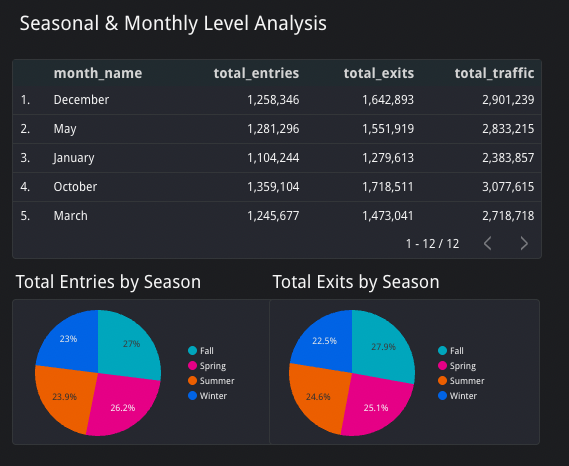 Seasonal & Monthly Level Analysis
month_name total_entries total_exits total_traffic
1. December 1,258,346 1,642,893 2,901,239
2. May 1,281,296 1,551,919 2,833,215
3. January 1,104,244 1,279,613 2,383,857
4. October 1,359,104 1,718,511 3,077,615
5. March 1,245,677 1,473,041 2,718,718
1 - 12 / 12
Total Entries by Season
23%
27%
23.9%
26.2%
Fall
Spring
Summer
Winter
Total Exits by Season
22.5%
27.9%
24.6%
25.1%
Fall
Spring
Summer
Winter